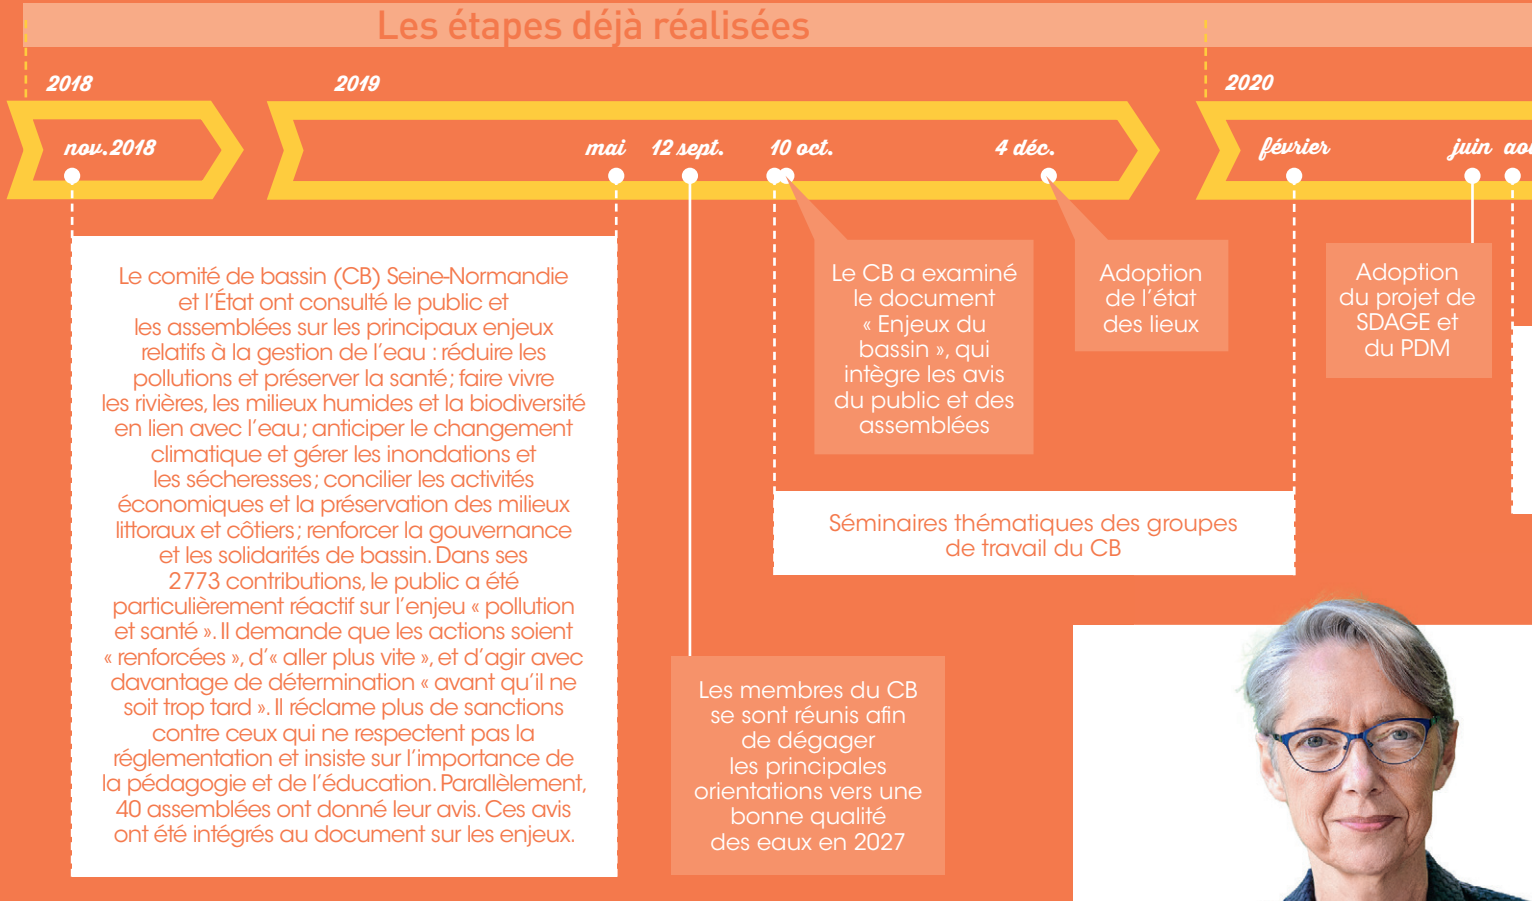 Les étapes déjà réalisées
2018
2019
2020
nov.2018
mai
12 sept.
10 oct.
4 déc.
février
juin
Le comité de bassin (CB) Seine-Normandie
et l'État ont consulté le public et
les assemblées sur les principaux enjeux
relatifs à la gestion de l'eau : réduire les
pollutions et préserver la santé ; faire vivre
les rivières, les milieux humides et la biodiversité
en lien avec l'eau ; anticiper le changement
climatique et gérer les inondations et
les sécheresses ; concilier les activités
économiques et la préservation des milieux
littoraux et côtiers ; renforcer la gouvernance
et les solidarités de bassin. Dans ses
2773 contributions, le public a été
particulièrement réactif sur l'enjeu « pollution
et santé ». Il demande que les actions soient
« renforcées », d'« aller plus vite », et d'agir avec
davantage de détermination « avant qu'il ne
soit trop tard ». Il réclame plus de sanctions
contre ceux qui ne respectent pas la
réglementation et insiste sur l'importance de
la pédagogie et de l'éducation. Parallèlement,
40 assemblées ont donné leur avis. Ces avis
ont été intégrés au document sur les enjeux.
Les membres du CB
se sont réunis afin
de dégager
les principales
orientations vers une
bonne qualité
des eaux en 2027
Le CB a examiné
le document
« Enjeux du
bassin », qui
intègre les avis
du public et des
assemblées
Séminaires thématiques des groupes
de travail du CB
Adoption
de l'état
des lieux
Adoption
du projet de
SDAGE et
du PDM